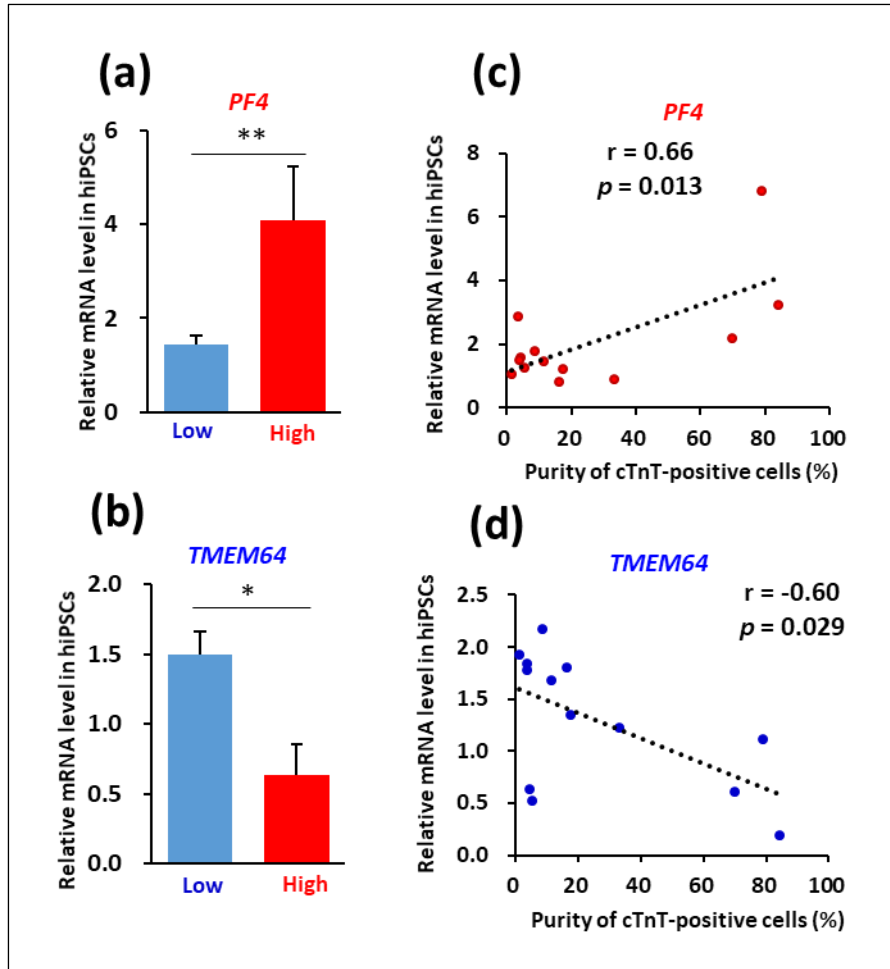 (a)
PF4
**
Relative mRNA level in hiPSCs
6
4
2
0
Low
High
(c)
PF4
r = 0.66
p = 0.013
Relative mRNA level in hiPSCs
8
6
4
2
0
0 20 40 60 80 100
Purity of cTnT-positive cells (%)
(b)
TMEM64
*
Relative mRNA level in hiPSCs
2.0
1.5
1.0
0.5
0.0
Low
High
(d)
TMEM64
r = -0.60
p = 0.029
Relative mRNA level in hiPSCs
2.5
2.0
1.5
1.0
0.5
0.0
0 20 40 60 80 100
Purity of cTnT-positive cells (%)